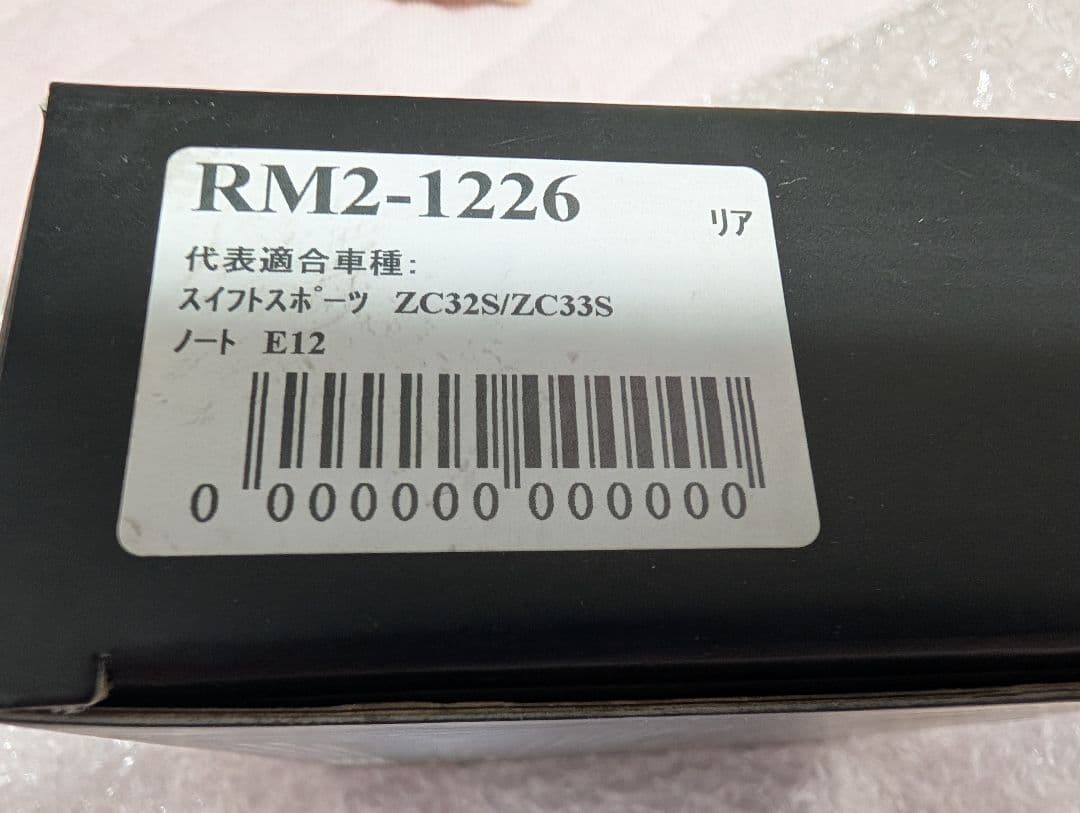 RM2-1226
リア
代表適合車種:
スイフトスポーツ ZC32S/ZC33S
ノート E12
0 000000 000000